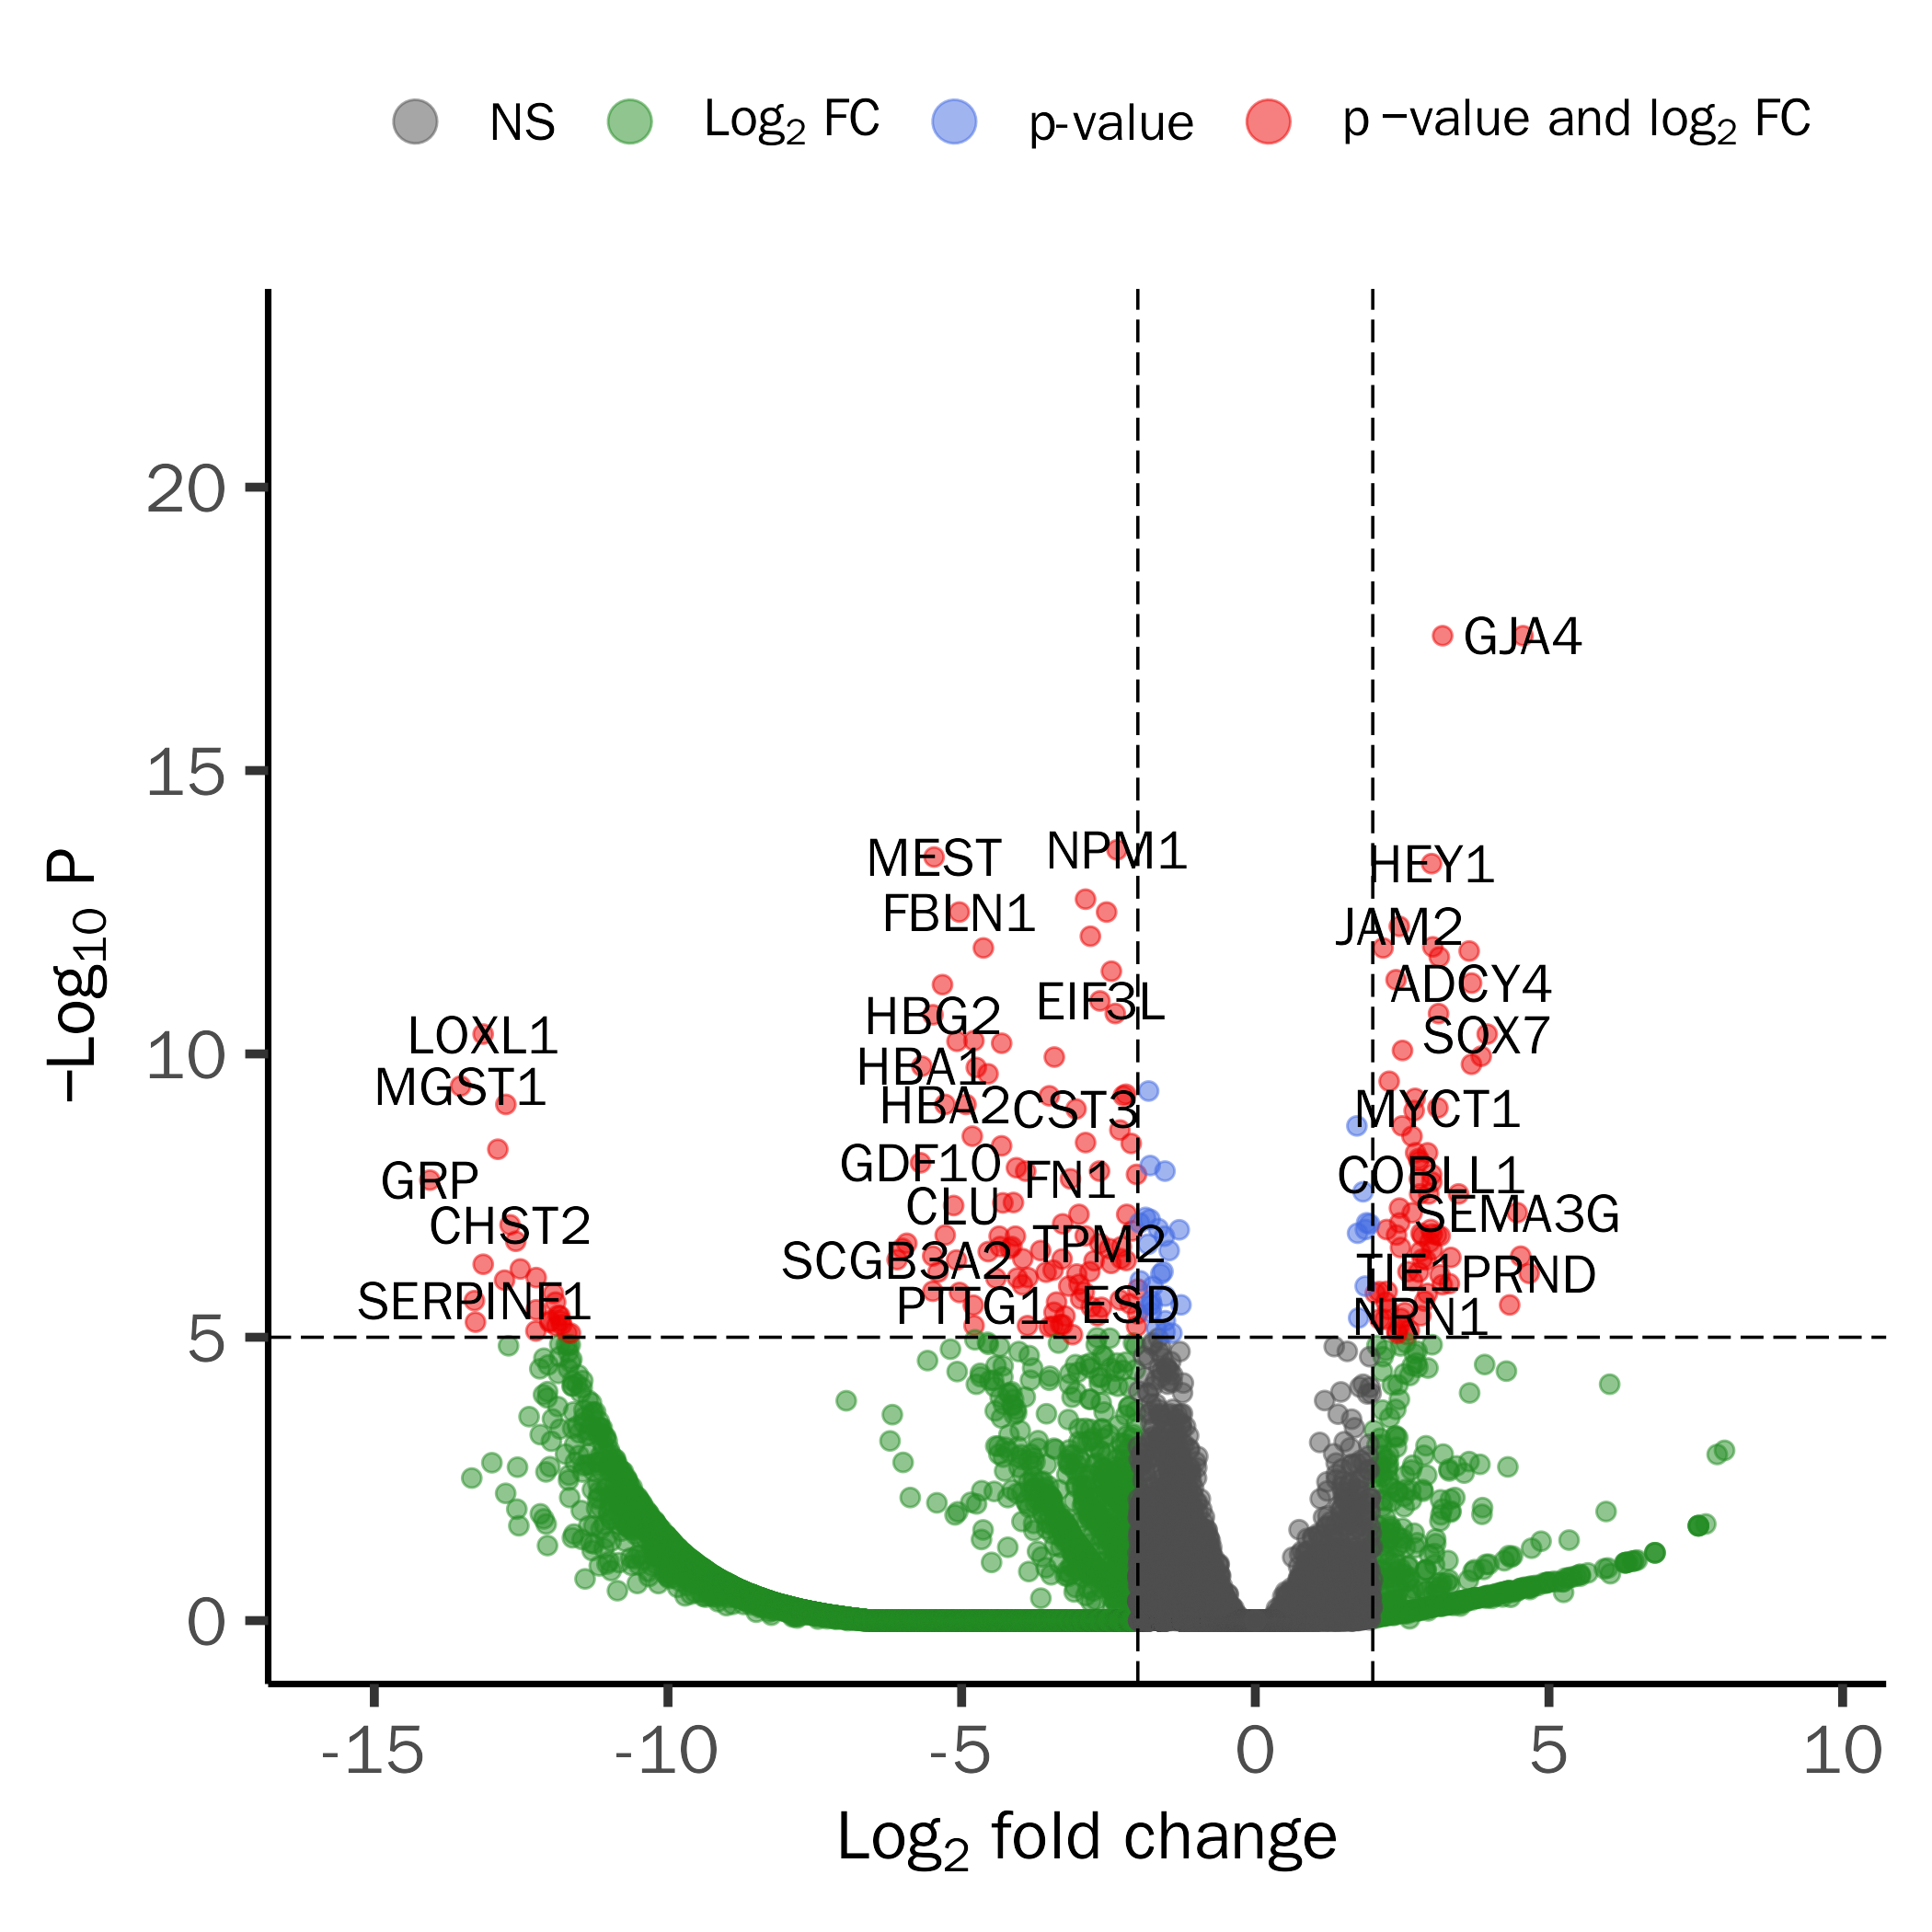 NS Log2 FC p-value p −value and log2 FC
20
15
10
5
0
−Log10 P
GJA4
MEST NPM1 HEY1
FBLN1 JAM2
ADCY4
HBG2 EIF3L
LOXL1 SOX7
HBA1
MGST1
HBA2 CST3 MYCT1
GDF10
GRP FN1 COBLL1
CLU SEMA3G
CHST2
TPM2
SCGB3A2
TIE1 PRND
SERPINF1 PTTG1 ESD
NRN1
-15 -10 -5 0 5 10
Log2 fold change